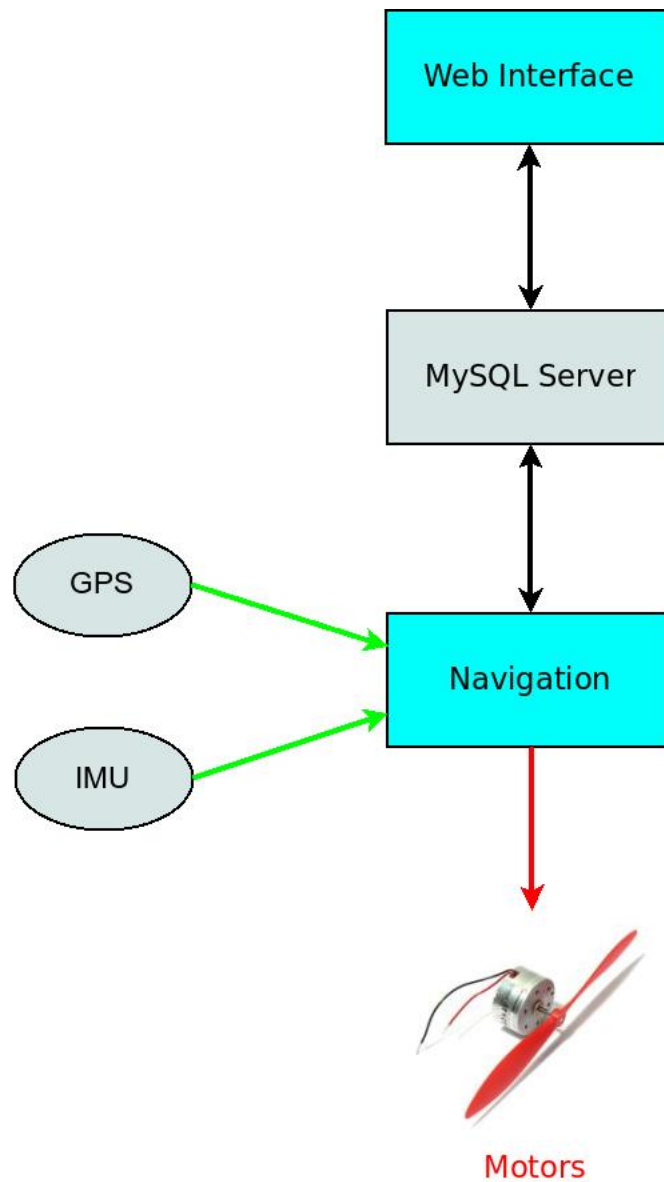 Web Interface
MySQL Server
GPS
Navigation
IMU
Motors